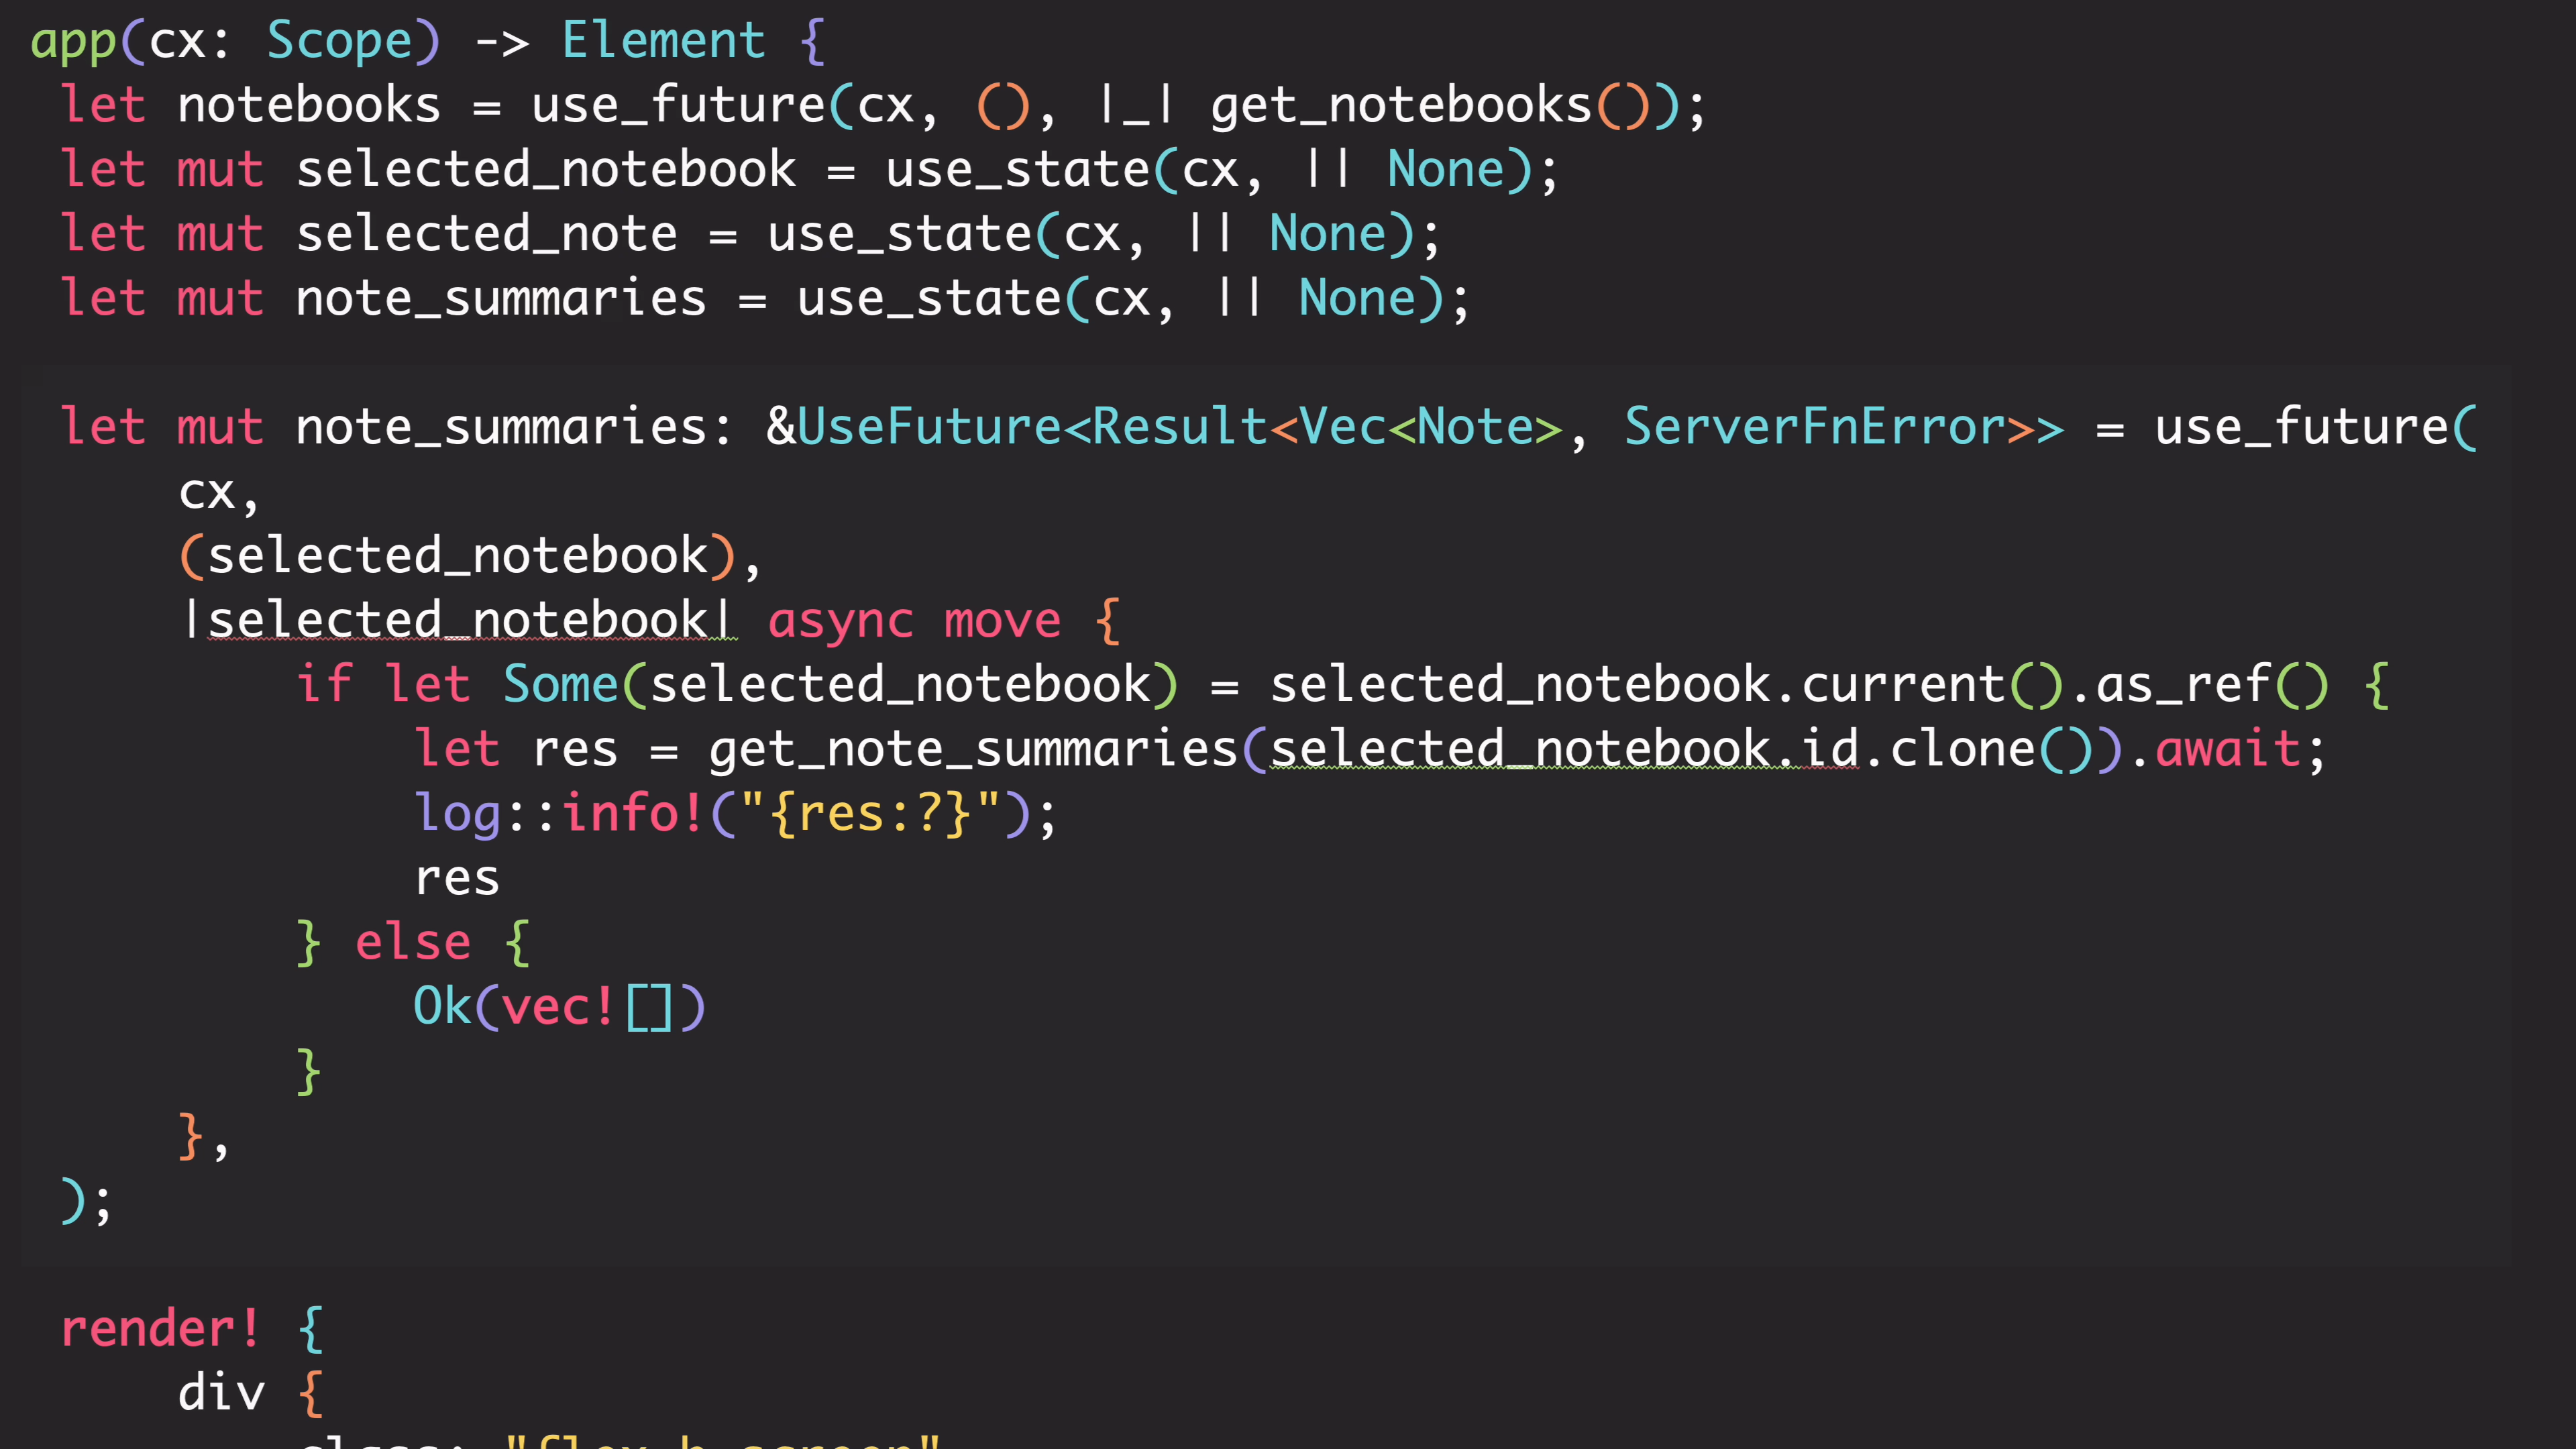 app(cx: Scope) -> Element {
let notebooks = use_future(cx, (), |_| get_notebooks());
let mut selected_notebook = use_state(cx, || None);
let mut selected_note = use_state(cx, || None);
let mut note_summaries = use_state(cx, || None);
let mut note_summaries: &UseFuture<Result<Vec<Note>, ServerFnError>> = use_future(
cx,
(selected_notebook),
|selected_notebook| async move {
if let Some(selected_notebook) = selected_notebook.current().as_ref() {
let res = get_note_summaries(selected_notebook.id.clone()).await;
log::info!("{res:?}");
res
} else {
Ok(vec![])
}
},
);
render! {
div {
class: "flex h-screen"